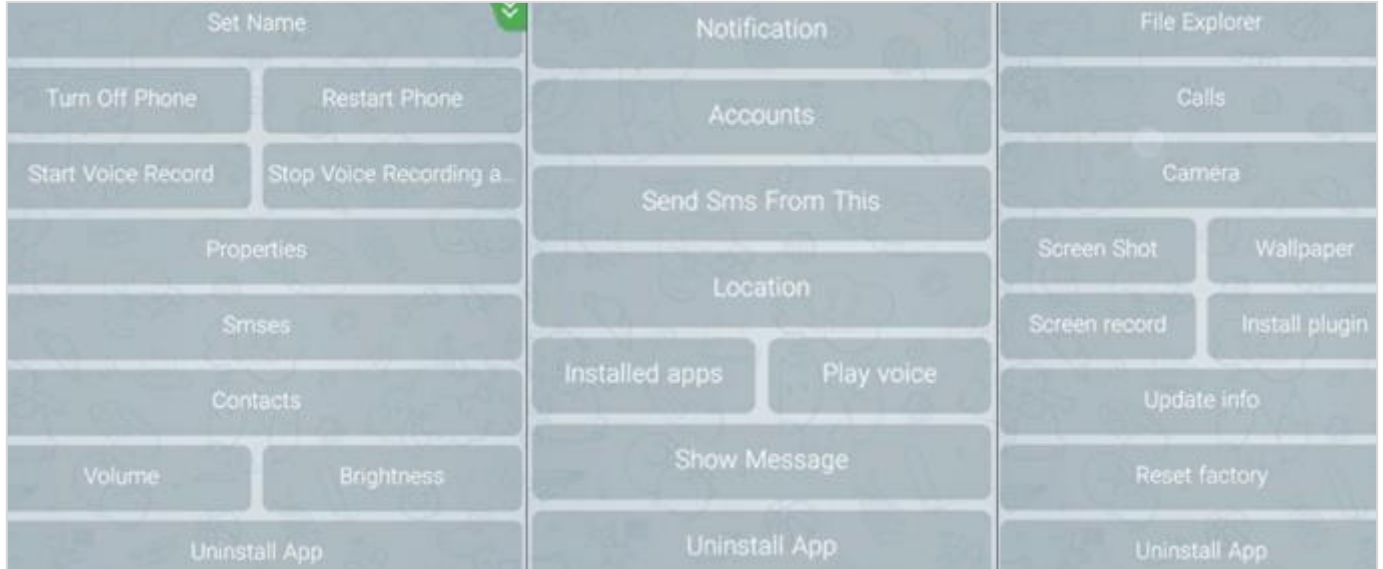 Set Name
Turn Off Phone
Restart Phone
Start Voice Record
Stop Voice Recording a...
Properties
Smses
Contacts
Volume
Brightness
Uninstall App
Notification
Accounts
Send Sms From This
Location
Installed apps
Play voice
Show Message
Uninstall App
File Explorer
Calls
Camera
Screen Shot
Wallpaper
Screen record
Install plugin
Update info
Reset factory
Uninstall App